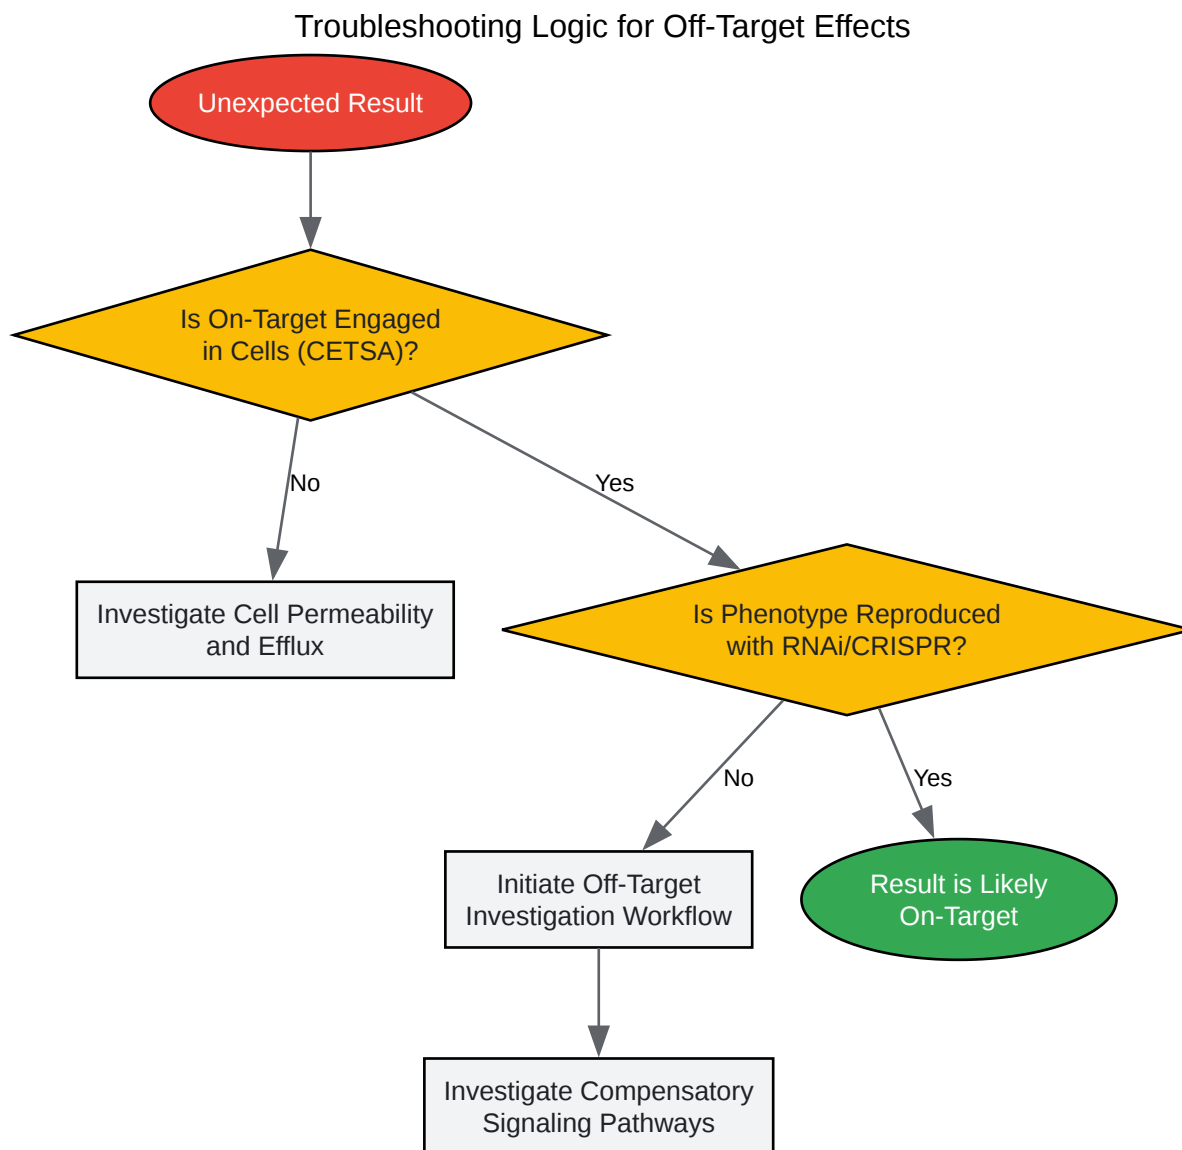 Troubleshooting Logic for Off-Target Effects
Unexpected Result
Is On-Target Engaged
in Cells (CETSA)?
No
Yes
Investigate Cell Permeability
and Efflux
Is Phenotype Reproduced
with RNAi/CRISPR?
No
Yes
Initiate Off-Target
Investigation Workflow
Result is Likely
On-Target
Investigate Compensatory
Signaling Pathways